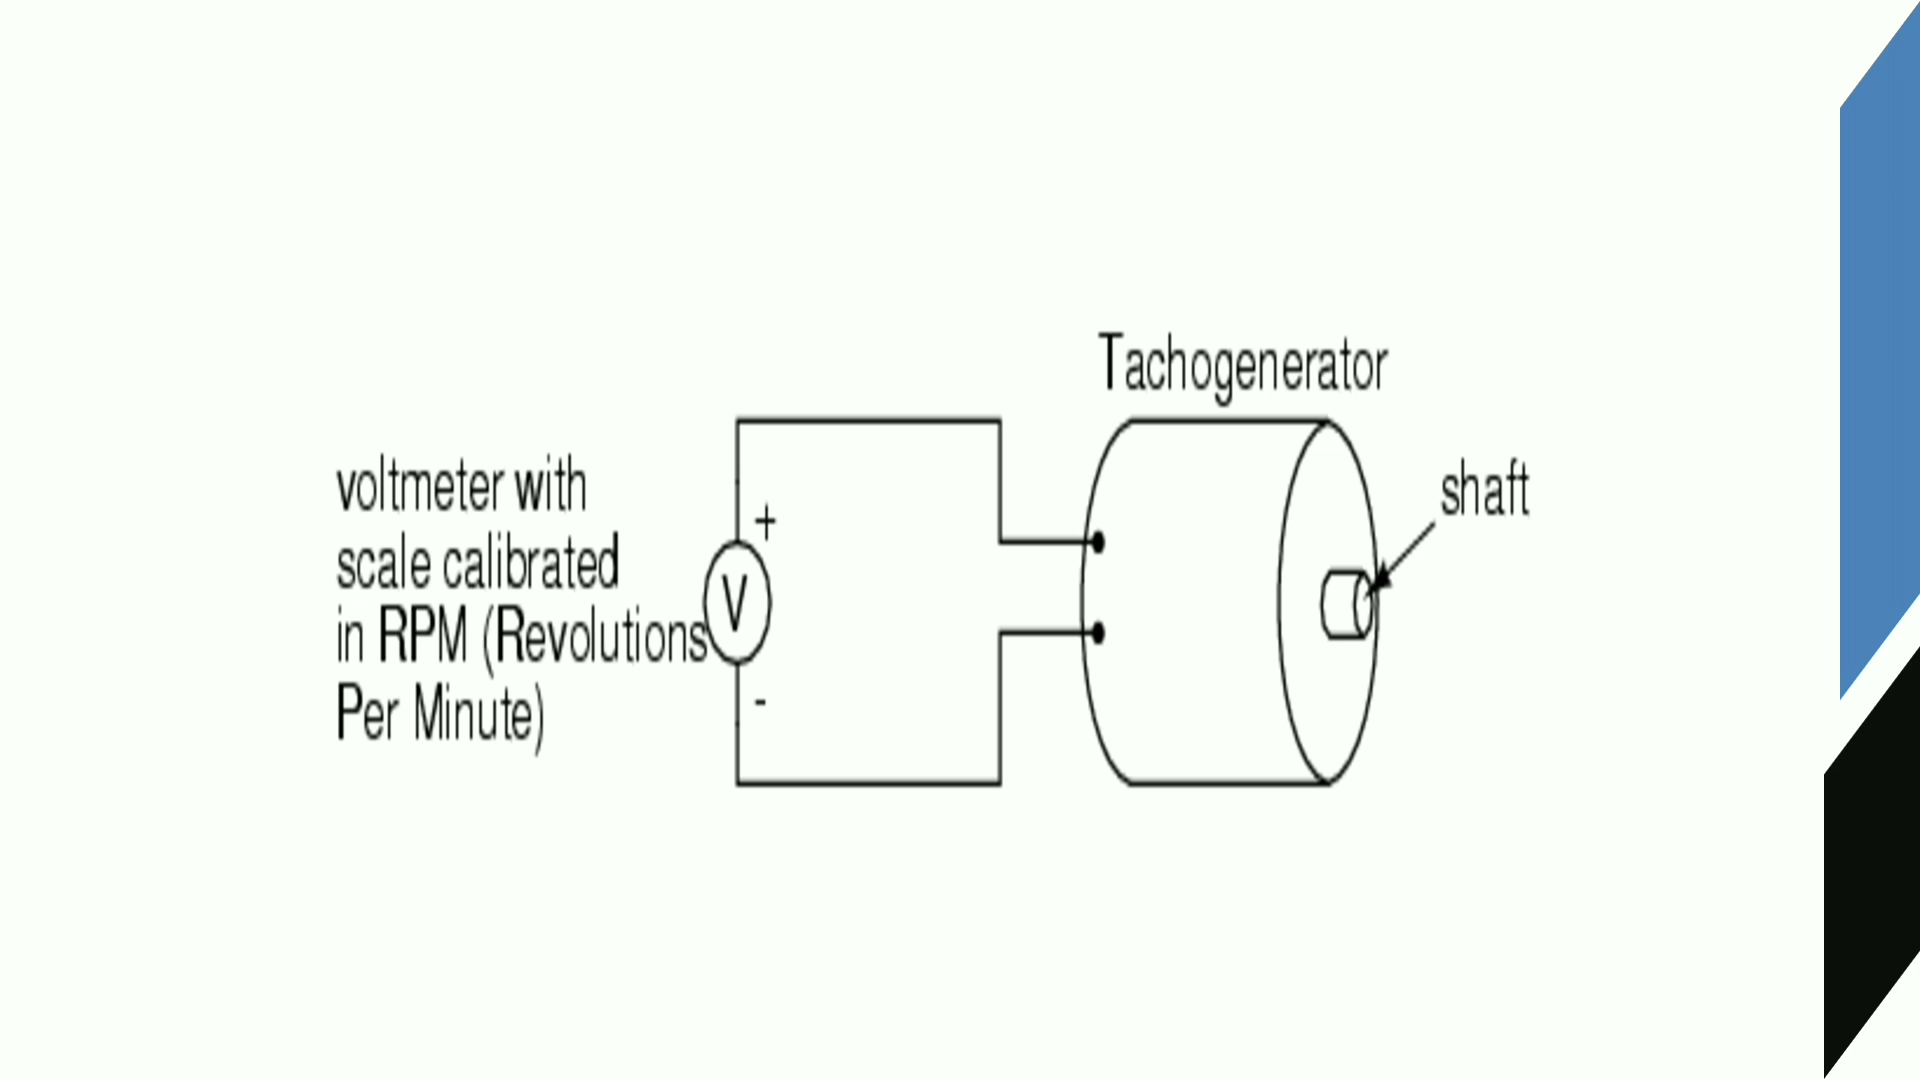 Tachogenerator
voltmeter with
scale calibrated
in RPM (Revolutions
Per Minute)
+
V
-
shaft